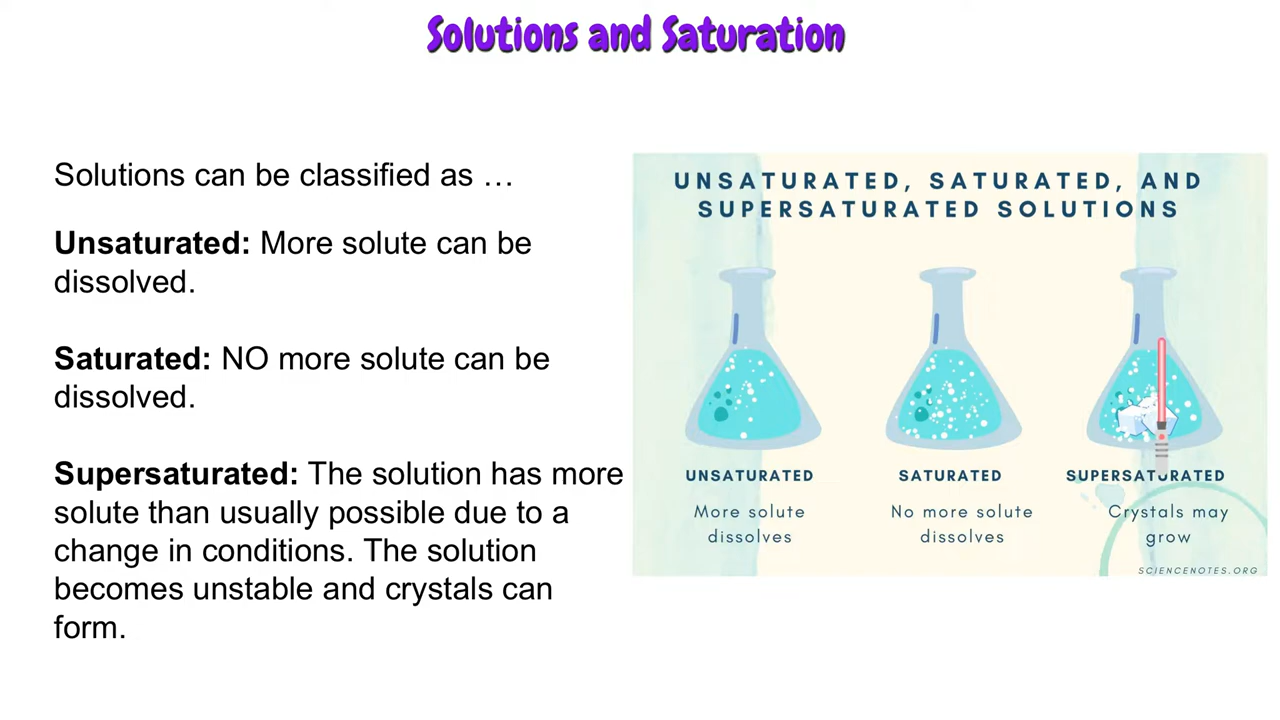 Solutions and Saturation
Solutions can be classified as …
Unsaturated: More solute can be
dissolved.
Saturated: NO more solute can be
dissolved.
Supersaturated: The solution has more
solute than usually possible due to a
change in conditions. The solution
becomes unstable and crystals can
form.
UNSATURATED, SATURATED, AND
SUPERSATURATED SOLUTIONS
UNSATURATED
More solute
dissolves
SATURATED
No more solute
dissolves
SUPERSATURATED
Crystals may
grow
SCIENCENOTES.ORG